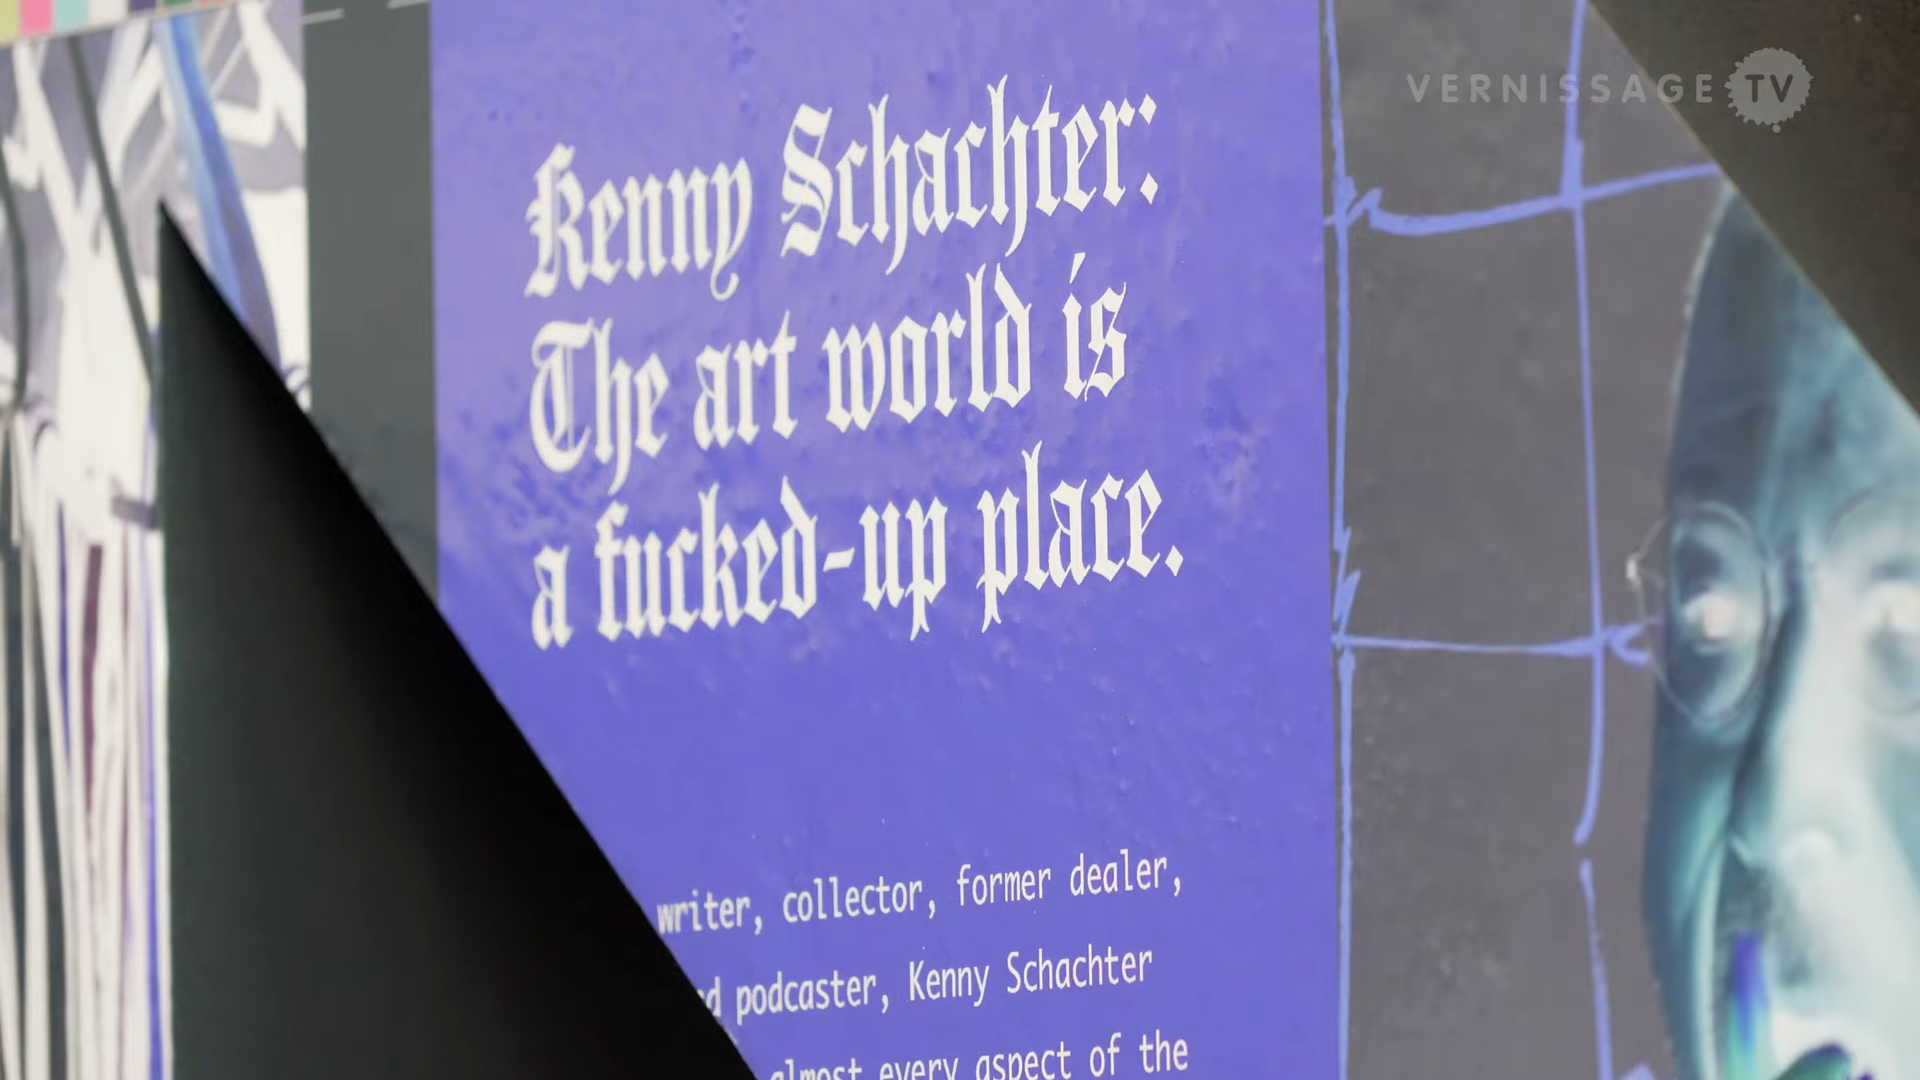 VERNISSAGE TV
Kenny Schachter:
The art world is
a fucked-up place.
writer, collector, former dealer,
podcaster, Kenny Schachter
almost every aspect of the